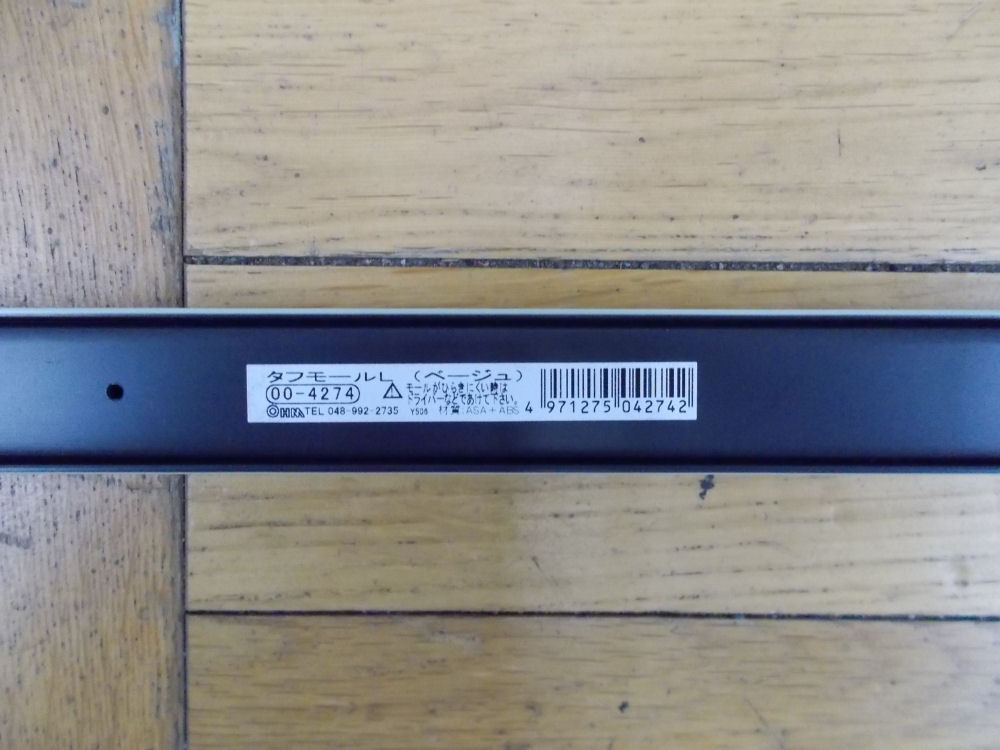 タフモールL（ベージュ）
00-4274
モールがひらきにくい時は
ドライバーなどであけて下さい。
OHM TEL 048-992-2735 Y506 材質:ASA+ABS
4 971275 042742